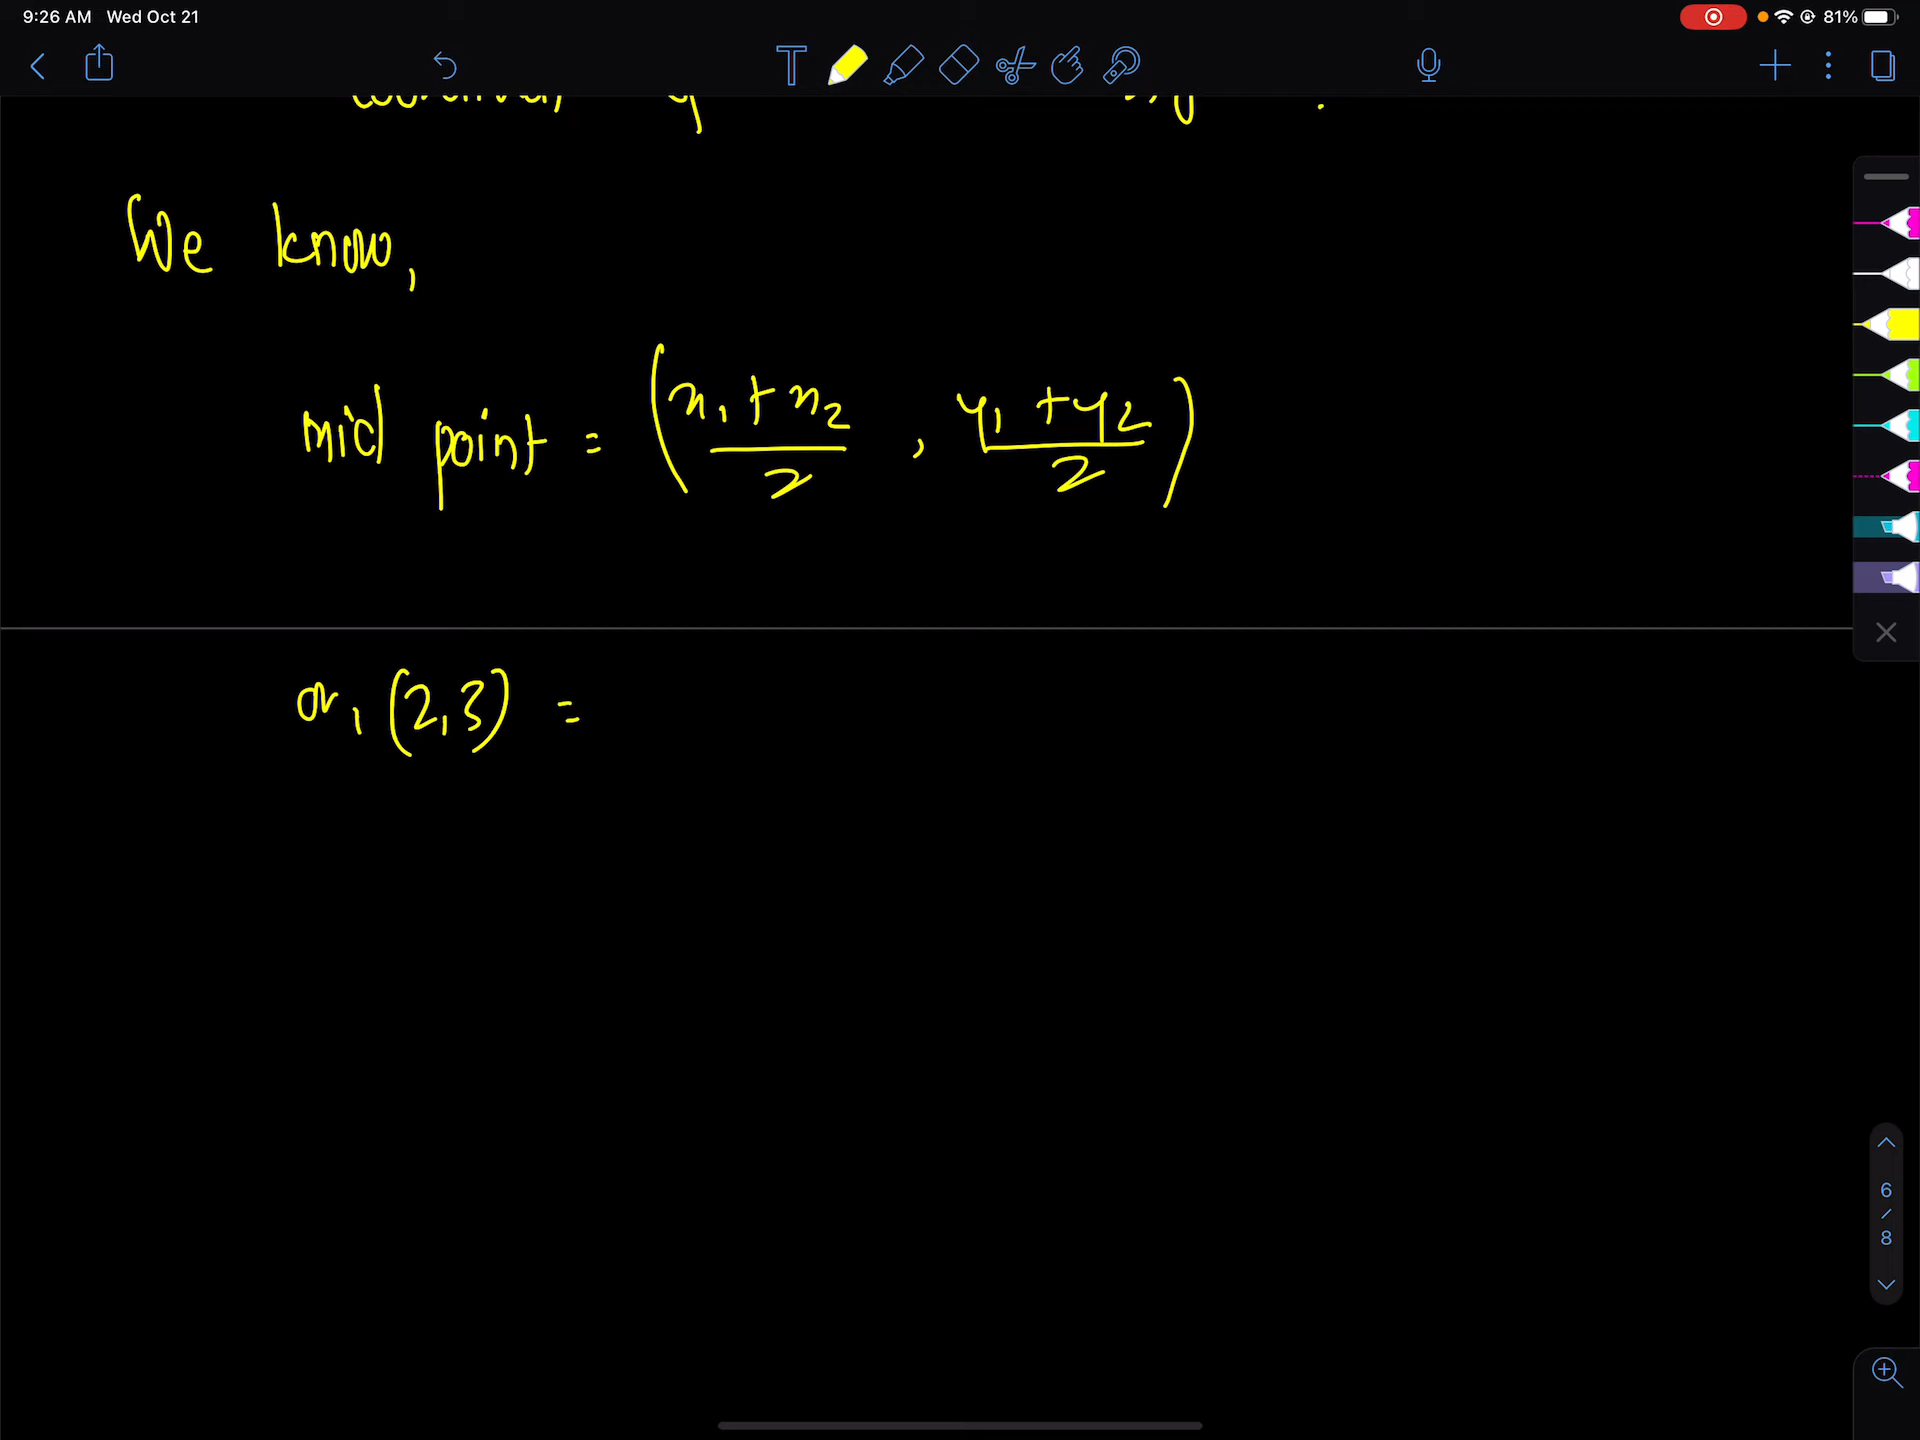 9:26 AM Wed Oct 21
81%
T
We know,
mid point = (x₁ + x₂ / 2 , y₁ + y₂ / 2)
or, (2,3) =
6
/
8